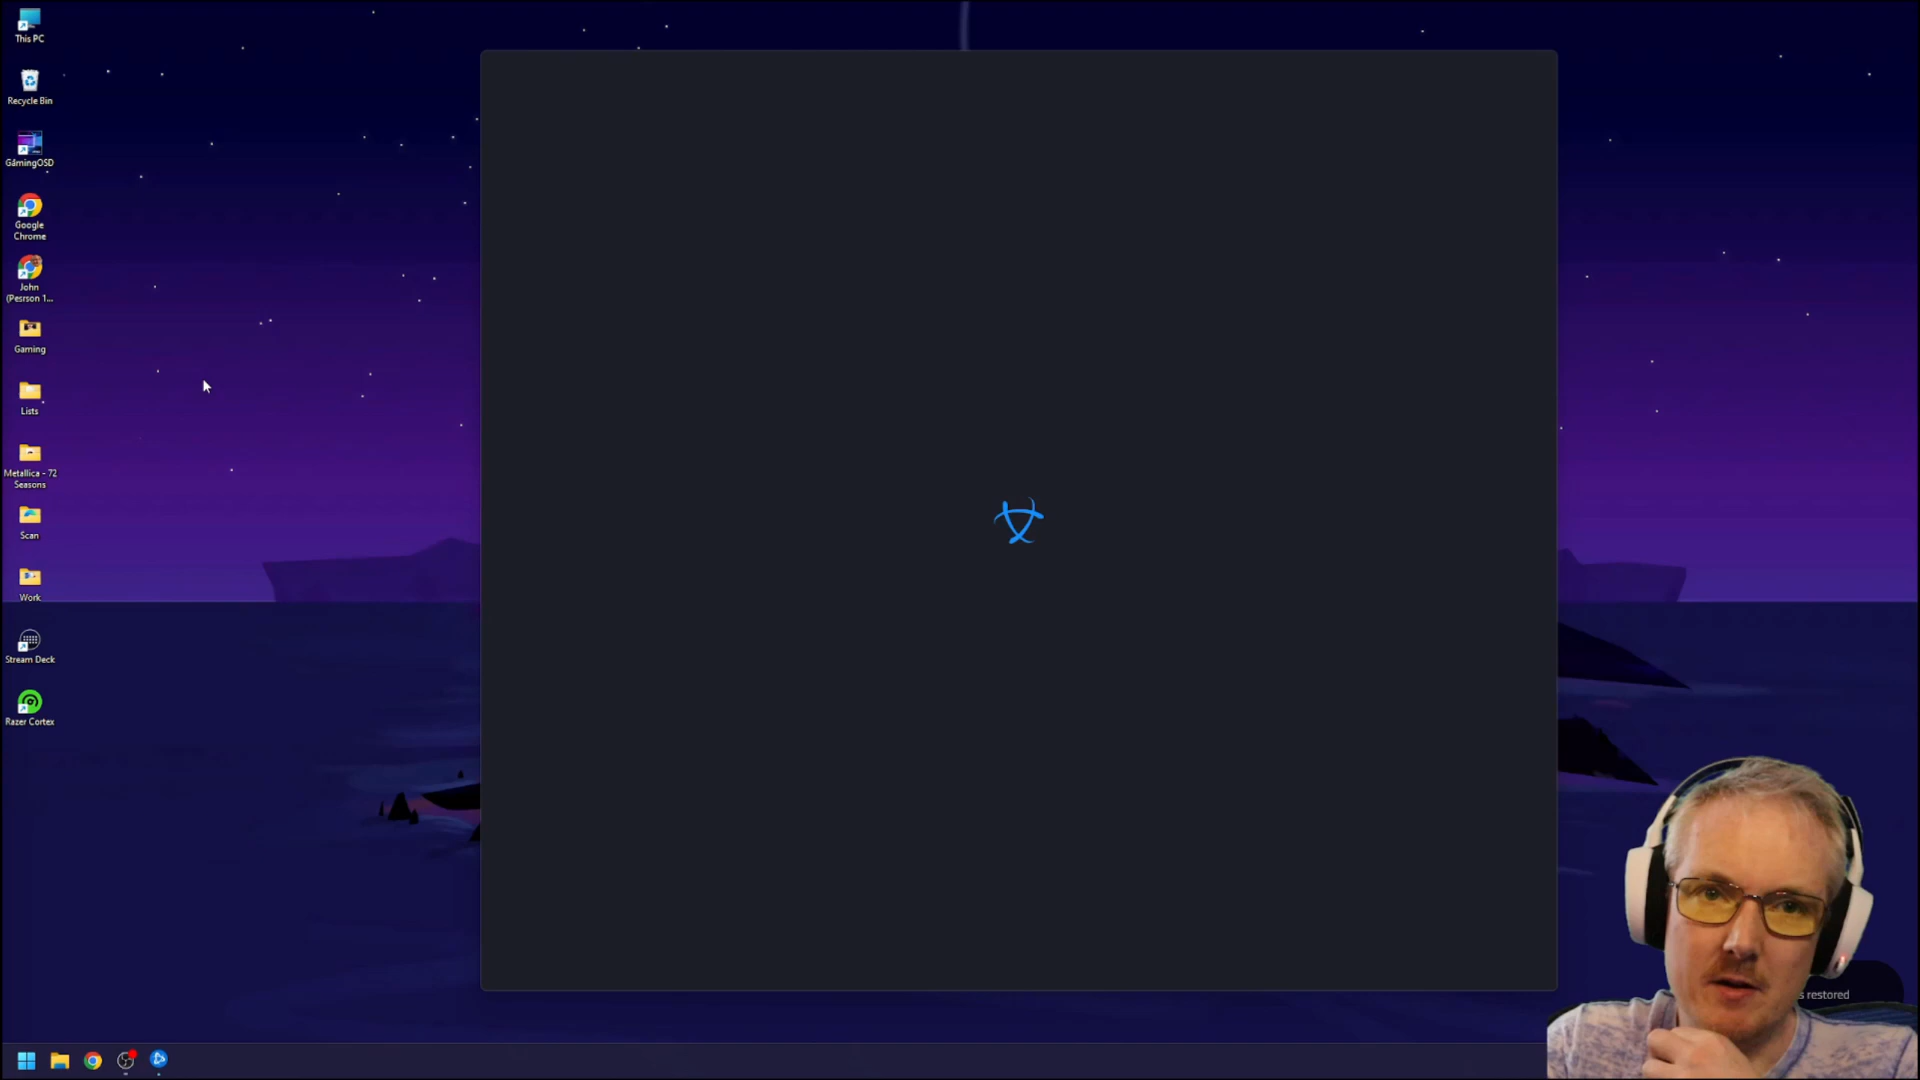 This PC
Recycle Bin
GamingOSD
Google
Chrome
John
(Pesrson 1...
Gaming
Lists
Metallica - 72
Seasons
Scan
Work
Stream Deck
Razer Cortex
restored